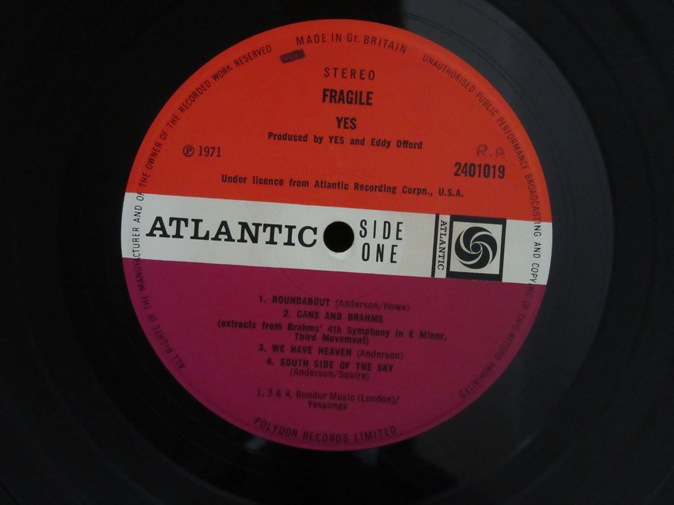 MADE IN Gt. BRITAIN
ALL RIGHTS OF THE MANUFACTURER AND OF THE OWNER OF THE RECORDED WORK RESERVED
UNAUTHORISED PUBLIC PERFORMANCE BROADCASTING AND COPYING OF THIS RECORD PROHIBITED
STEREO
FRAGILE
YES
Produced by YES and Eddy Offord
℗ 1971
R.A.
2401019
Under licence from Atlantic Recording Corpn., U.S.A.
ATLANTIC
SIDE
ONE
ATLANTIC
1. ROUNDABOUT (Anderson/Howe)
2. CANS AND BRAHMS
(extracts from Brahms' 4th Symphony in E Minor,
Third Movement)
3. WE HAVE HEAVEN (Anderson)
4. SOUTH SIDE OF THE SKY
(Anderson/Squire)
1, 3 & 4. Rondor Music (London)/
Yessongs
POLYDOR RECORDS LIMITED